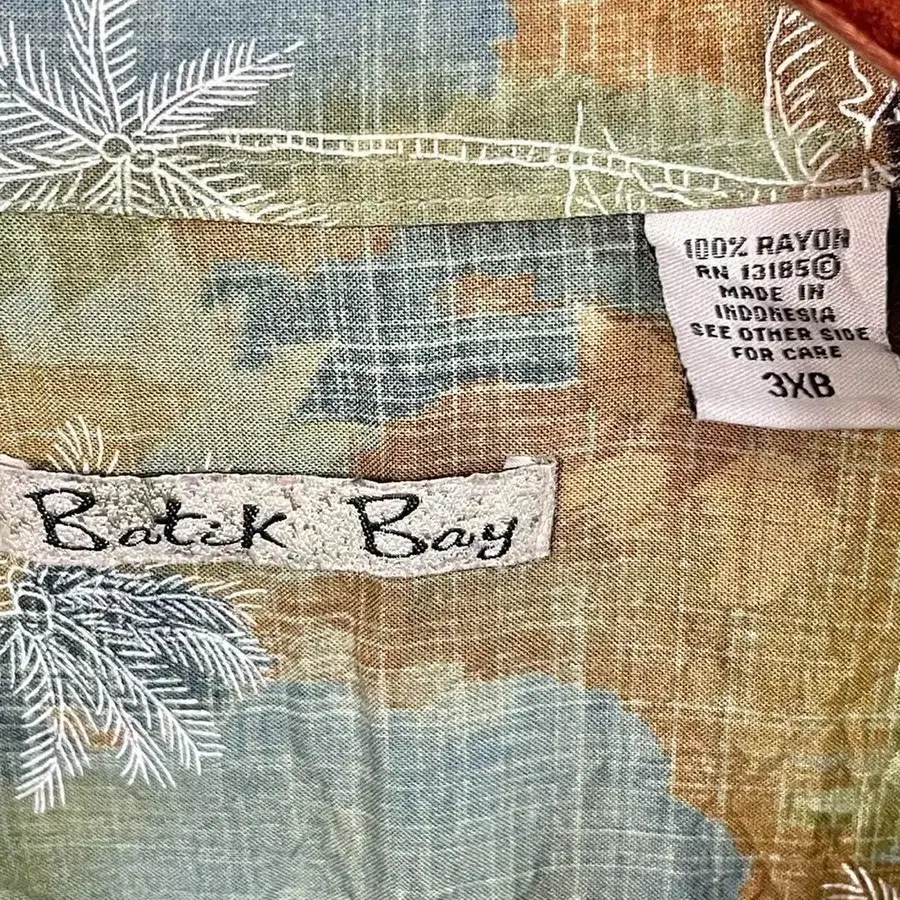 100% RAYON
RN 13185©
MADE IN
INDONESIA
SEE OTHER SIDE
FOR CARE
3XB
Batik Bay